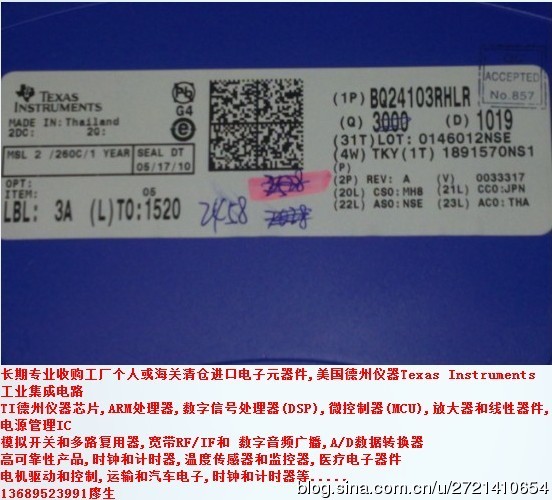 TEXAS
INSTRUMENTS
MADE IN: Thailand
2DC: 2G:
MSL 2 /260C/1 YEAR
SEAL DT
05/17/10
OPT:
ITEM: 05
LBL: 3A (L)TO:1520
Pb
G4
e
2458
(1P) BQ24103RHLR
(Q) 3000 (D) 1019
(31T) LOT: 0146012NSE
(4W) TKY(1T) 1891570NS1
(P)
(2P) REV: A (V) 0033317
(20L) CSO:MH8 (21L) CCO:JPN
(22L) ASO:NSE (23L) ACO:THA
ACCEPTED
No.857
长期专业收购工厂个人或海关清仓进口电子元器件,美国德州仪器Texas Instruments
工业集成电路
TI德州仪器芯片,ARM处理器,数字信号处理器(DSP),微控制器(MCU),放大器和线性器件,
电源管理IC
模拟开关和多路复用器,宽带RF/IF和 数字音频广播,A/D数据转换器
高可靠性产品,时钟和计时器,温度传感器和监控器,医疗电子器件
电机驱动和控制,运输和汽车电子,时钟和计时器等.....
13689523991廖生
blog.sina.com.cn/u/2721410654